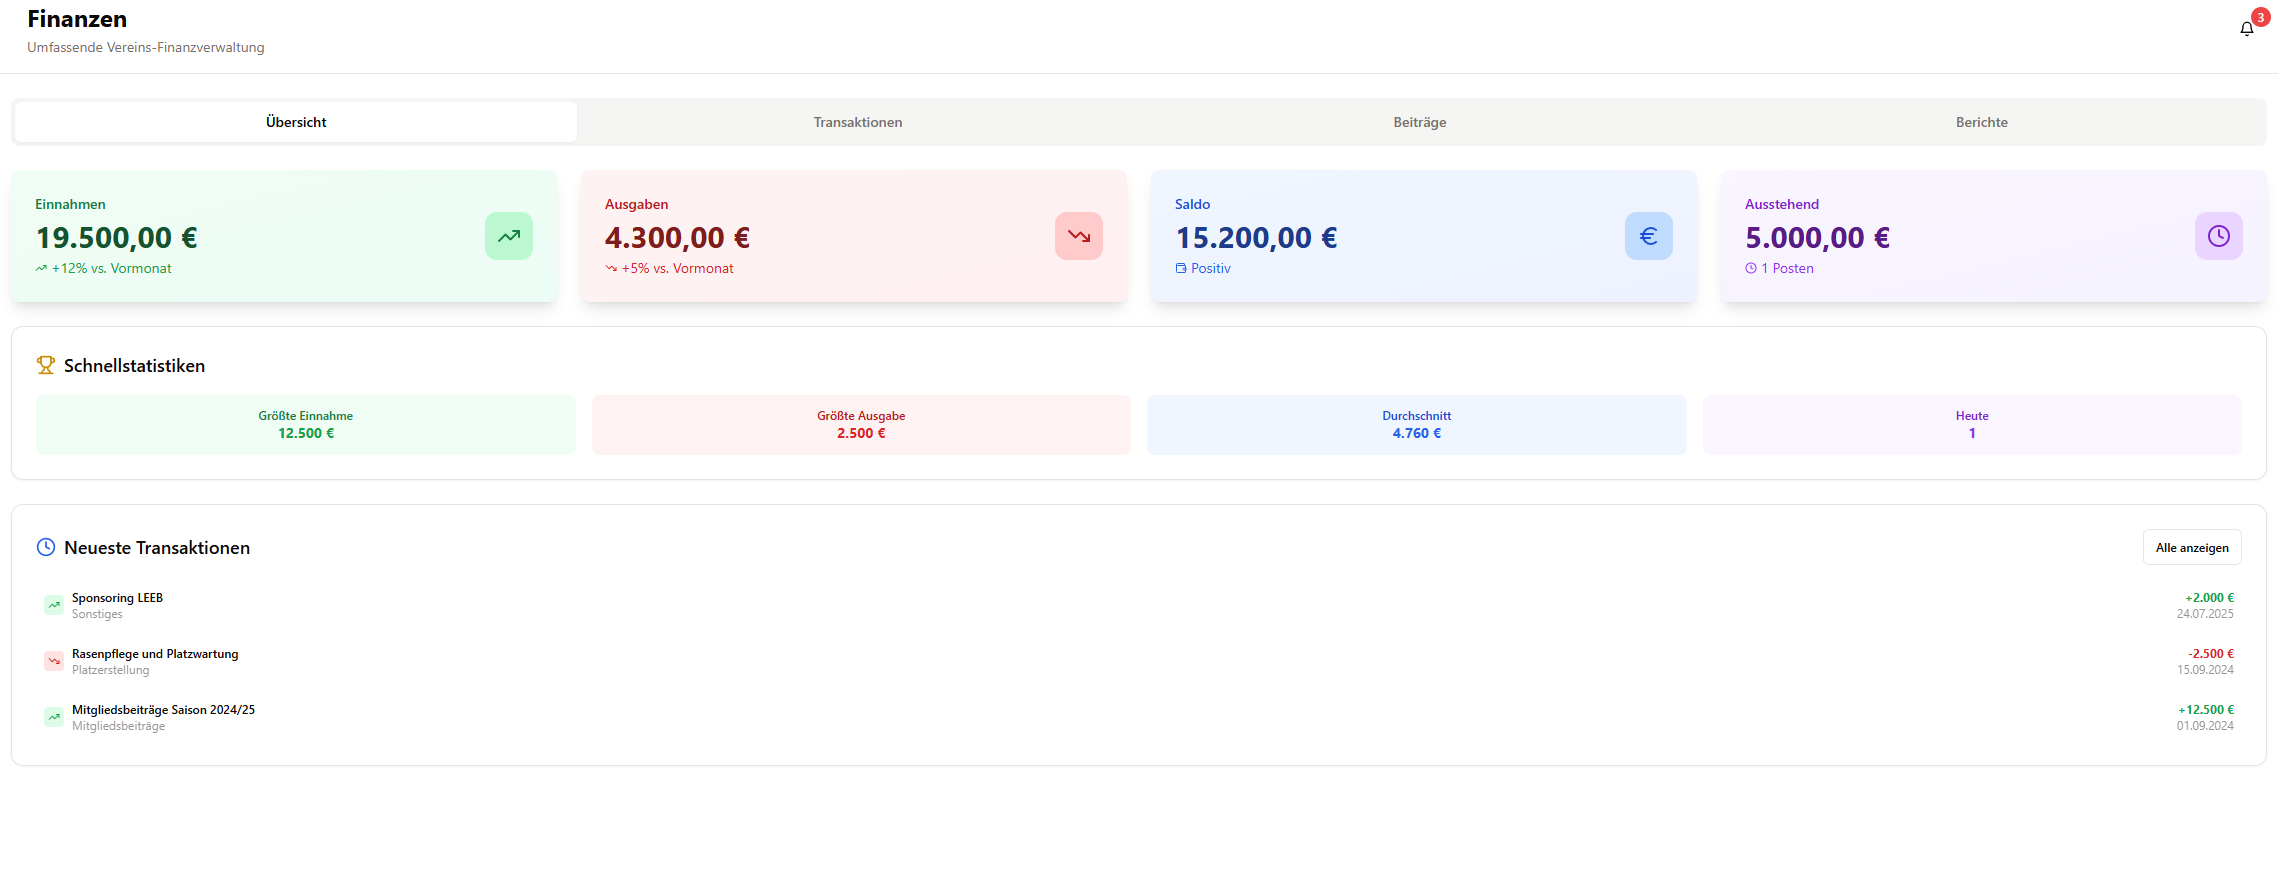 Finanzen
3
Umfassende Vereins-Finanzverwaltung
Übersicht
Transaktionen
Beiträge
Berichte
Einnahmen
19.500,00 €
+12% vs. Vormonat
Ausgaben
4.300,00 €
+5% vs. Vormonat
Saldo
15.200,00 €
Positiv
Ausstehend
5.000,00 €
1 Posten
Schnellstatistiken
Größte Einnahme
12.500 €
Größte Ausgabe
2.500 €
Durchschnitt
4.760 €
Heute
1
Neueste Transaktionen
Alle anzeigen
Sponsoring LEEB
Sonstiges
+2.000 €
24.07.2025
Rasenpflege und Platzwartung
Platzerstellung
-2.500 €
15.09.2024
Mitgliedsbeiträge Saison 2024/25
Mitgliedsbeiträge
+12.500 €
01.09.2024